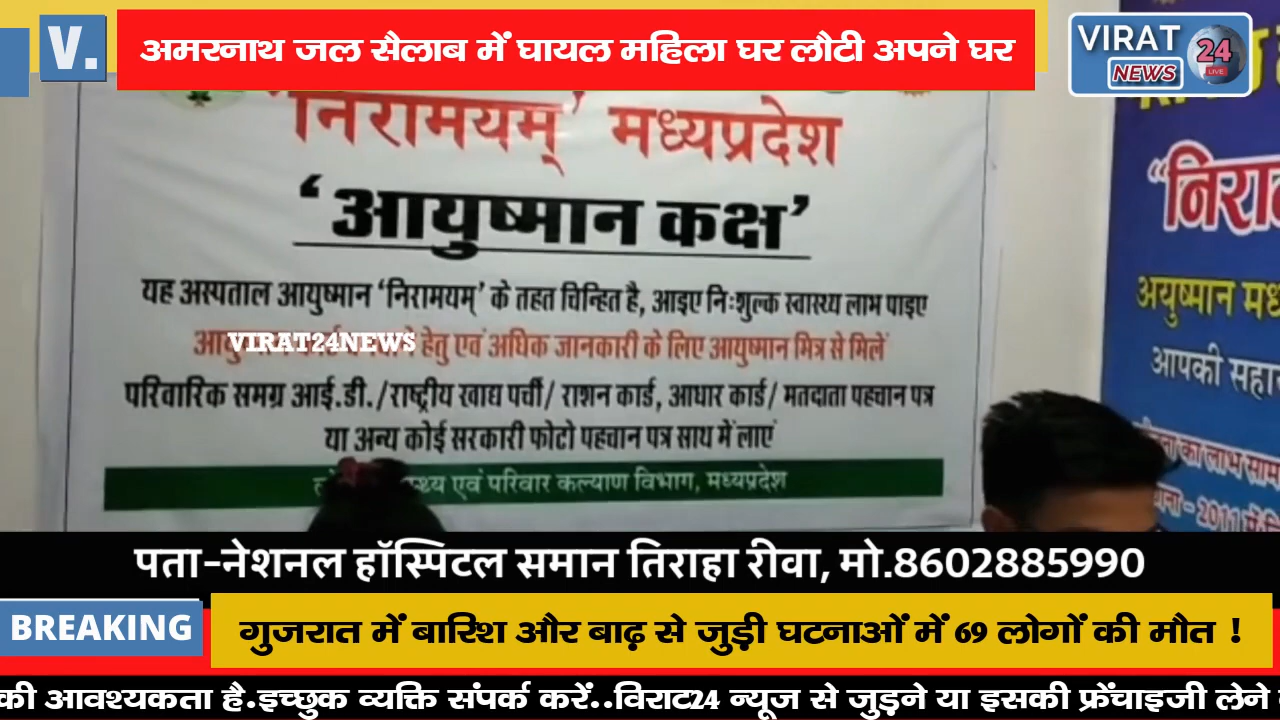 V.
अमरनाथ जल सैलाब में घायल महिला घर लौटी अपने घर
VIRAT
24
LIVE
NEWS
'निरामयम्' मध्यप्रदेश
'आयुष्मान कक्ष'
यह अस्पताल आयुष्मान 'निरामयम्' के तहत चिन्हित है, आइए निःशुल्क स्वास्थ्य लाभ पाइए
हेतु एवं अधिक जानकारी के लिए आयुष्मान मित्र से मिलें
VIRAT24NEWS
परिवारिक समग्र आई.डी./राष्ट्रीय खाद्य पर्ची/ राशन कार्ड, आधार कार्ड/ मतदाता पहचान पत्र
या अन्य कोई सरकारी फोटो पहचान पत्र साथ में लाएं
एवं परिवार कल्याण विभाग, मध्यप्रदेश
अयुष्मान
आपकी
का लाभ
- 2011 में
पता-नेशनल हॉस्पिटल समान तिराहा रीवा, मो.8602885990
BREAKING
गुजरात में बारिश और बाढ़ से जुड़ी घटनाओं में 69 लोगों की मौत !
की आवश्यकता है.इच्छुक व्यक्ति संपर्क करें..विराट24 न्यूज से जुड़ने या इसकी फ्रेंचाइजी लेने